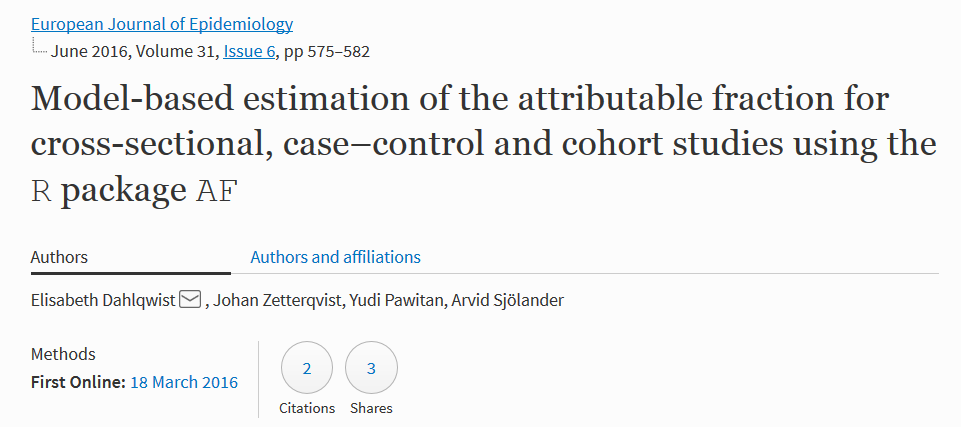 European Journal of Epidemiology
June 2016, Volume 31, Issue 6, pp 575–582
Model-based estimation of the attributable fraction for
cross-sectional, case–control and cohort studies using the
R package AF
Authors
Authors and affiliations
Elisabeth Dahlqwist, Johan Zetterqvist, Yudi Pawitan, Arvid Sjölander
Methods
First Online: 18 March 2016
2
Citations
3
Shares